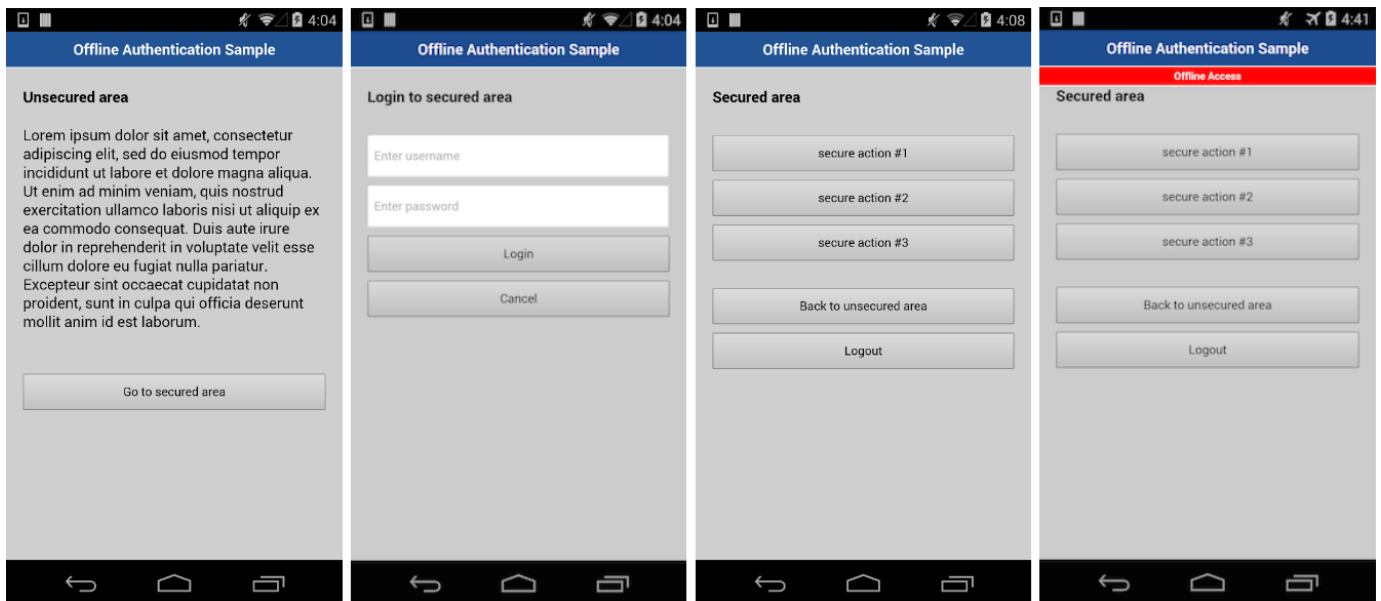 4:04
Offline Authentication Sample
Unsecured area
Lorem ipsum dolor sit amet, consectetur
adipiscing elit, sed do eiusmod tempor
incididunt ut labore et dolore magna aliqua.
Ut enim ad minim veniam, quis nostrud
exercitation ullamco laboris nisi ut aliquip ex
ea commodo consequat. Duis aute irure
dolor in reprehenderit in voluptate velit esse
cillum dolore eu fugiat nulla pariatur.
Excepteur sint occaecat cupidatat non
proident, sunt in culpa qui officia deserunt
mollit anim id est laborum.
Go to secured area
4:04
Offline Authentication Sample
Login to secured area
Enter username
Enter password
Login
Cancel
4:08
Offline Authentication Sample
Secured area
secure action #1
secure action #2
secure action #3
Back to unsecured area
Logout
4:41
Offline Authentication Sample
Offline Access
Secured area
secure action #1
secure action #2
secure action #3
Back to unsecured area
Logout